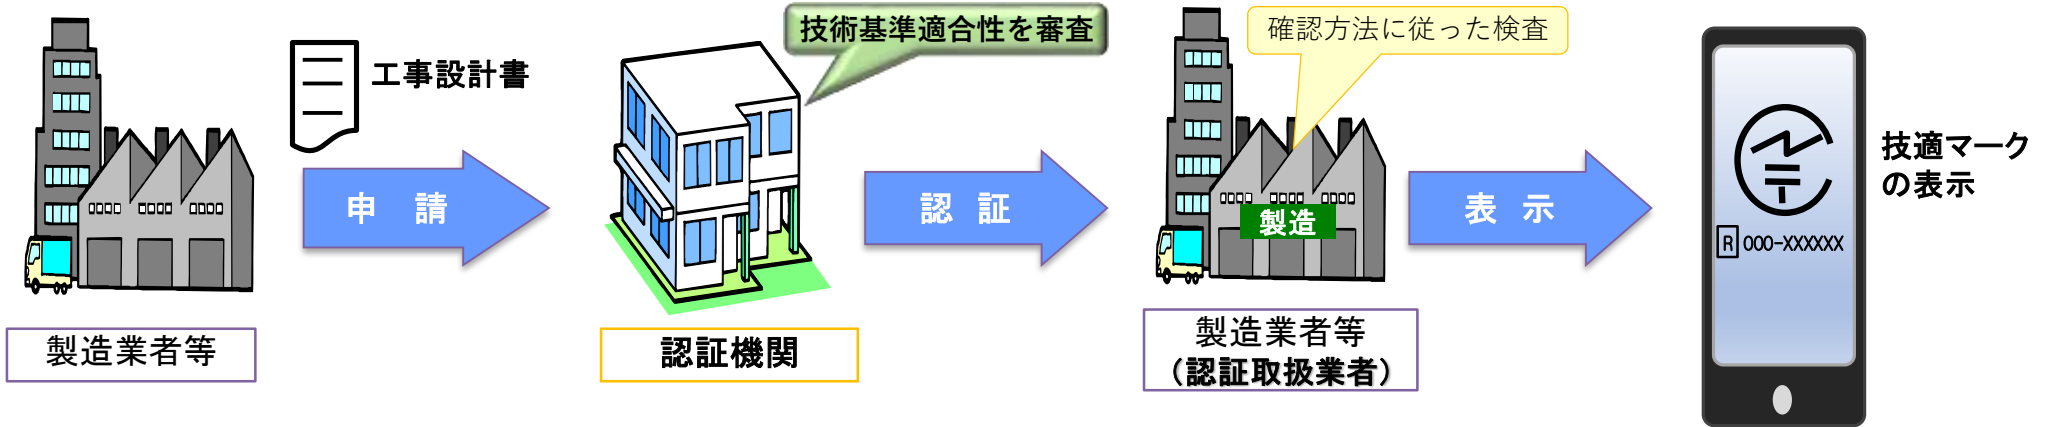 工事設計書
申 請
製造業者等
技術基準適合性を審査
認証機関
認 証
確認方法に従った検査
製造
製造業者等
（認証取扱業者）
表 示
R 000-XXXXXX
技適マーク
の表示